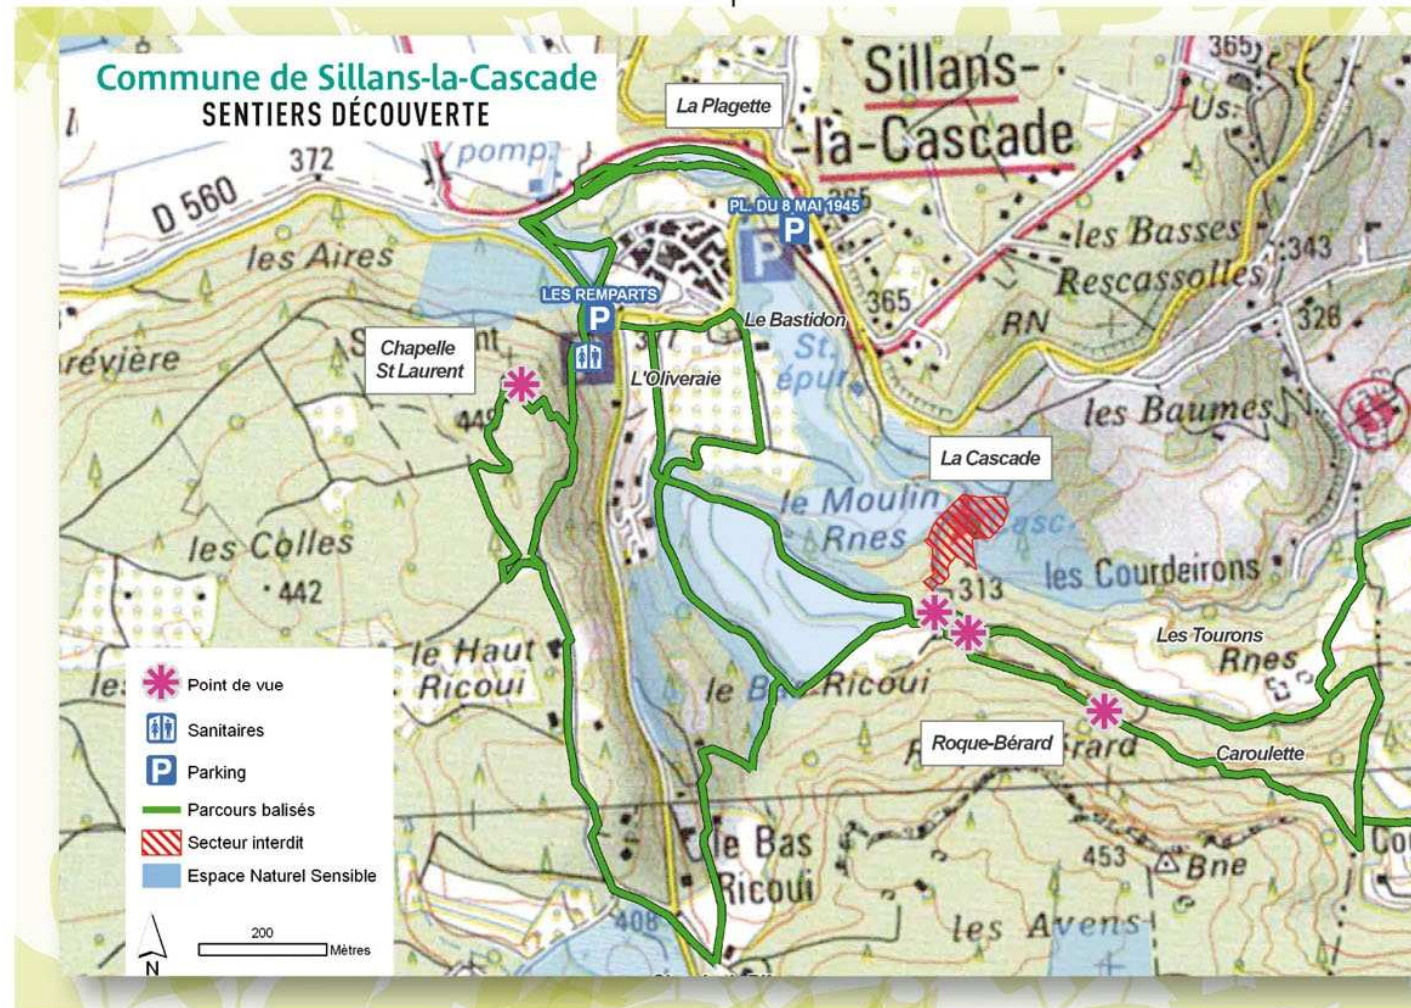 Commune de Sillans-la-Cascade
SENTIERS DÉCOUVERTE
La Plagette
Sillans-
-la-Cascade
365
Us.
pomp.
372
D 560
PL. DU 8 MAI 1945
P
365
les Basses
Rescassolles
343
les Aires
LES REMPARTS
P
Le Bastidon
365
RN
328
Chapelle
St Laurent
L'Oliveraie
St.
épur.
les Baumes
La Cascade
le Moulin
Rnes
les Colles
442
313
les Courdeirons
Les Tourons
Rnes
le Haut
Ricoui
Ricoui
Roque-Bérard
Caroulette
Point de vue
Sanitaires
P
Parking
Parcours balisés
Secteur interdit
Espace Naturel Sensible
le Bas
Ricoui
453
Bne
408
les Avens
200
Mètres
N